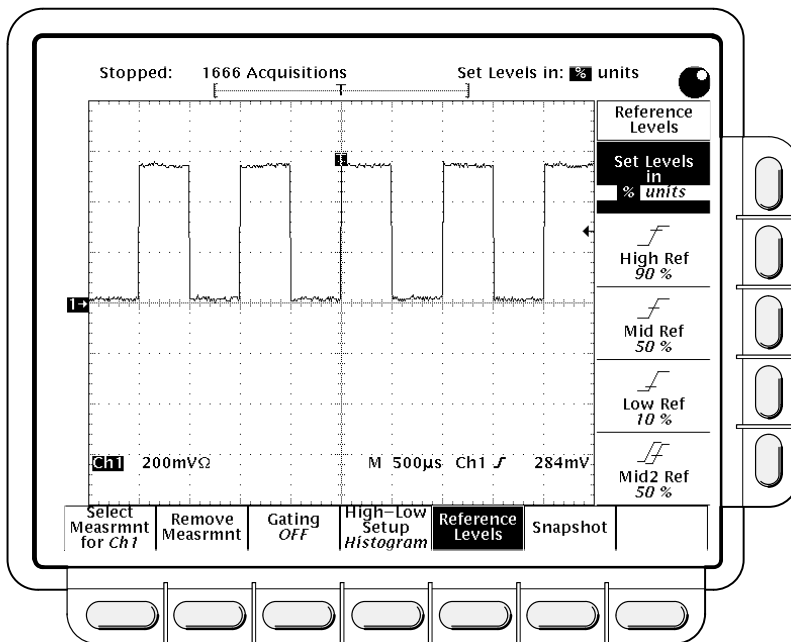 Stopped: 1666 Acquisitions Set Levels in: % units
T
Reference
Levels
Set Levels
in
% units
High Ref
90 %
Mid Ref
50 %
Low Ref
10 %
Mid2 Ref
50 %
1→
Ch1 200mVΩ M 500µs Ch1 284mV
Select
Measrmnt
for Ch1
Remove
Measrmnt
Gating
OFF
High–Low
Setup
Histogram
Reference
Levels
Snapshot